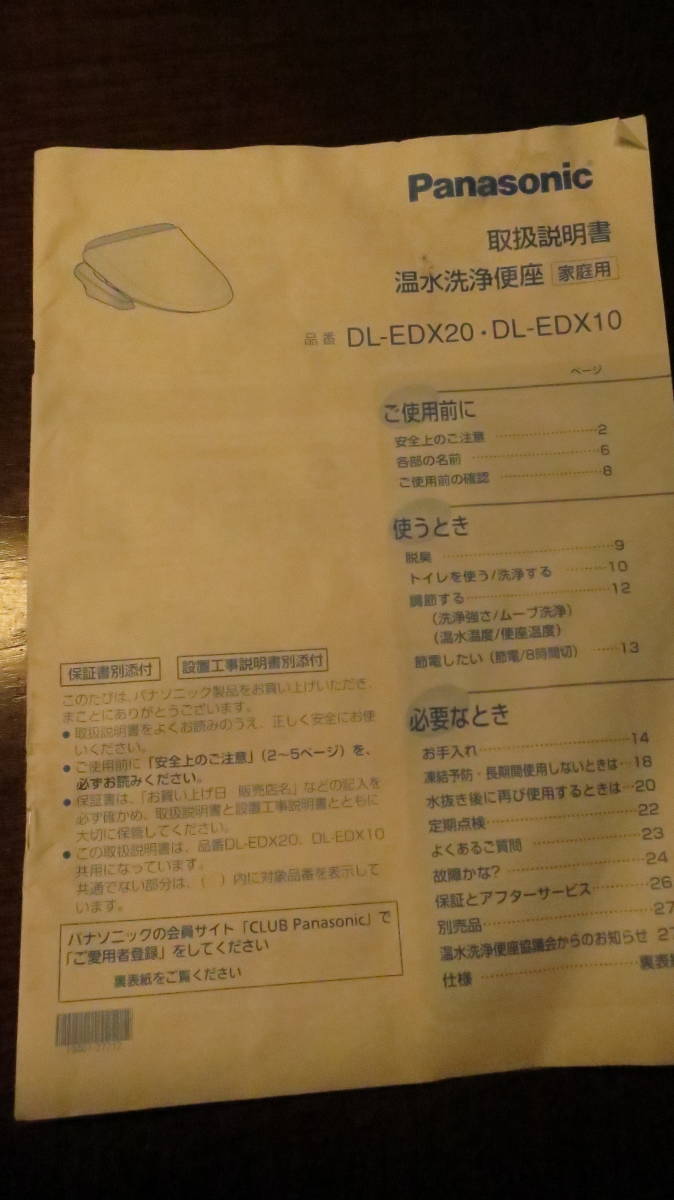 Panasonic
取扱説明書
温水洗浄便座 家庭用
品番 DL-EDX20・DL-EDX10
ページ
ご使用前に
安全上のご注意 ………… 2
各部の名前 ………… 6
ご使用前の確認 ………… 8
使うとき
脱臭 ………… 9
トイレを使う/洗浄する ………… 10
調節する ………… 12
(洗浄強さ/ムーブ洗浄)
(温水温度/便座温度)
節電したい(節電/8時間切) ………… 13
必要なとき
お手入れ ………… 14
凍結予防・長期間使用しないときは… 18
水抜き後に再び使用するときは… 20
定期点検 ………… 22
よくあるご質問 ………… 23
故障かな? ………… 24
保証とアフターサービス ………… 26
別売品 ………… 27
温水洗浄便座協議会からのお知らせ 27
仕様 ………… 裏表紙
保証書別添付 設置工事説明書別添付
このたびは、パナソニック製品をお買い上げいただき、
まことにありがとうございます。
● 取扱説明書をよくお読みのうえ、正しく安全にお使
いください。
● ご使用前に「安全上のご注意」(2〜5ページ)を、
必ずお読みください。
● 保証書は、「お買い上げ日 販売店名」などの記入を
必ず確かめ、取扱説明書と設置工事説明書とともに
大切に保管してください。
● この取扱説明書は、品番DL-EDX20、DL-EDX10
共用になっています。
共通でない部分は、( )内に対象品番を表示して
います。
パナソニックの会員サイト「CLUB Panasonic」で
「ご愛用者登録」をしてください
裏表紙をご覧ください